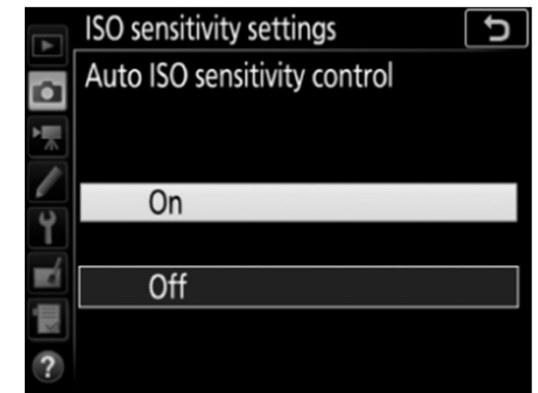 ISO sensitivity settings
Auto ISO sensitivity control
On
Off
?